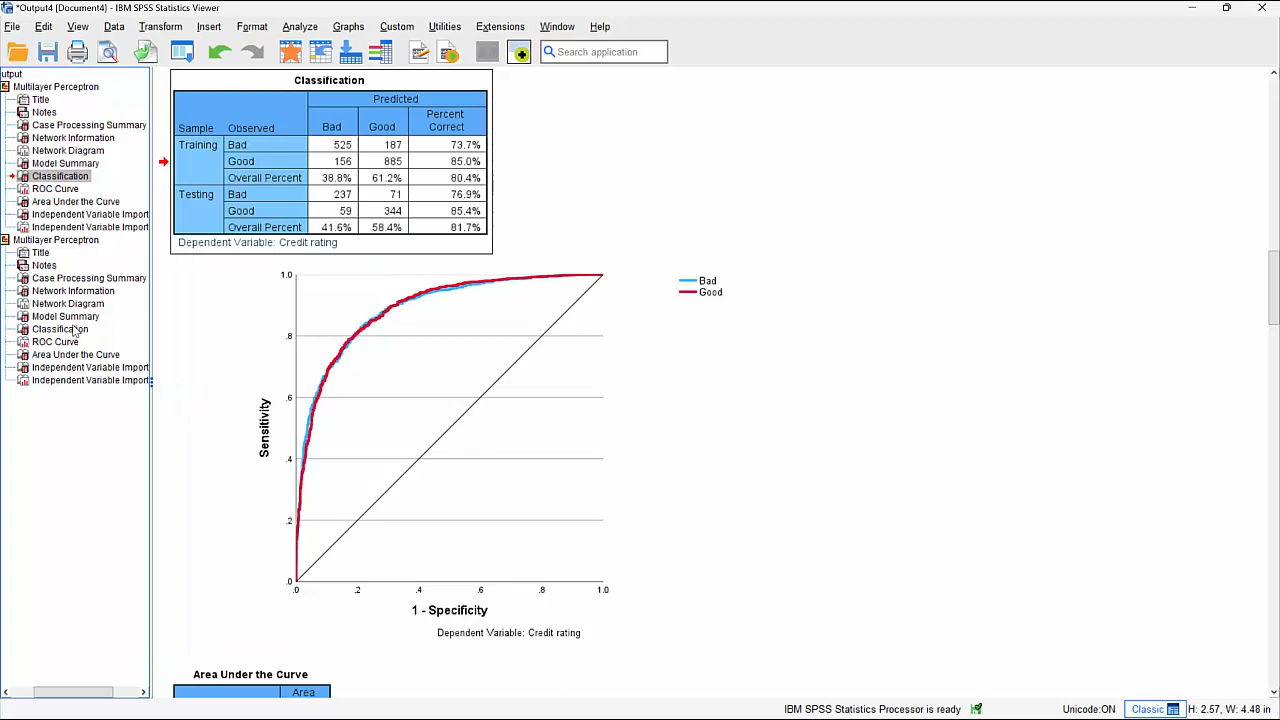 *Output4 [Document4] - IBM SPSS Statistics Viewer
File Edit View Data Transform Insert Format Analyze Graphs Custom Utilities Extensions Window Help
Search application
utput
Multilayer Perceptron
Title
Notes
Case Processing Summary
Network Information
Network Diagram
Model Summary
Classification
ROC Curve
Area Under the Curve
Independent Variable Import
Independent Variable Import
Multilayer Perceptron
Title
Notes
Case Processing Summary
Network Information
Network Diagram
Model Summary
Classification
ROC Curve
Area Under the Curve
Independent Variable Import
Independent Variable Import
Classification
Predicted
Sample Observed Bad Good Percent Correct
Training Bad 525 187 73.7%
Good 156 885 85.0%
Overall Percent 38.8% 61.2% 80.4%
Testing Bad 237 71 76.9%
Good 59 344 85.4%
Overall Percent 41.6% 58.4% 81.7%
Dependent Variable: Credit rating
Bad
Good
Sensitivity
1.0
.8
.6
.4
.2
.0
.0 .2 .4 .6 .8 1.0
1 - Specificity
Dependent Variable: Credit rating
Area Under the Curve
Area
IBM SPSS Statistics Processor is ready Unicode:ON Classic H: 2.57, W: 4.48 in